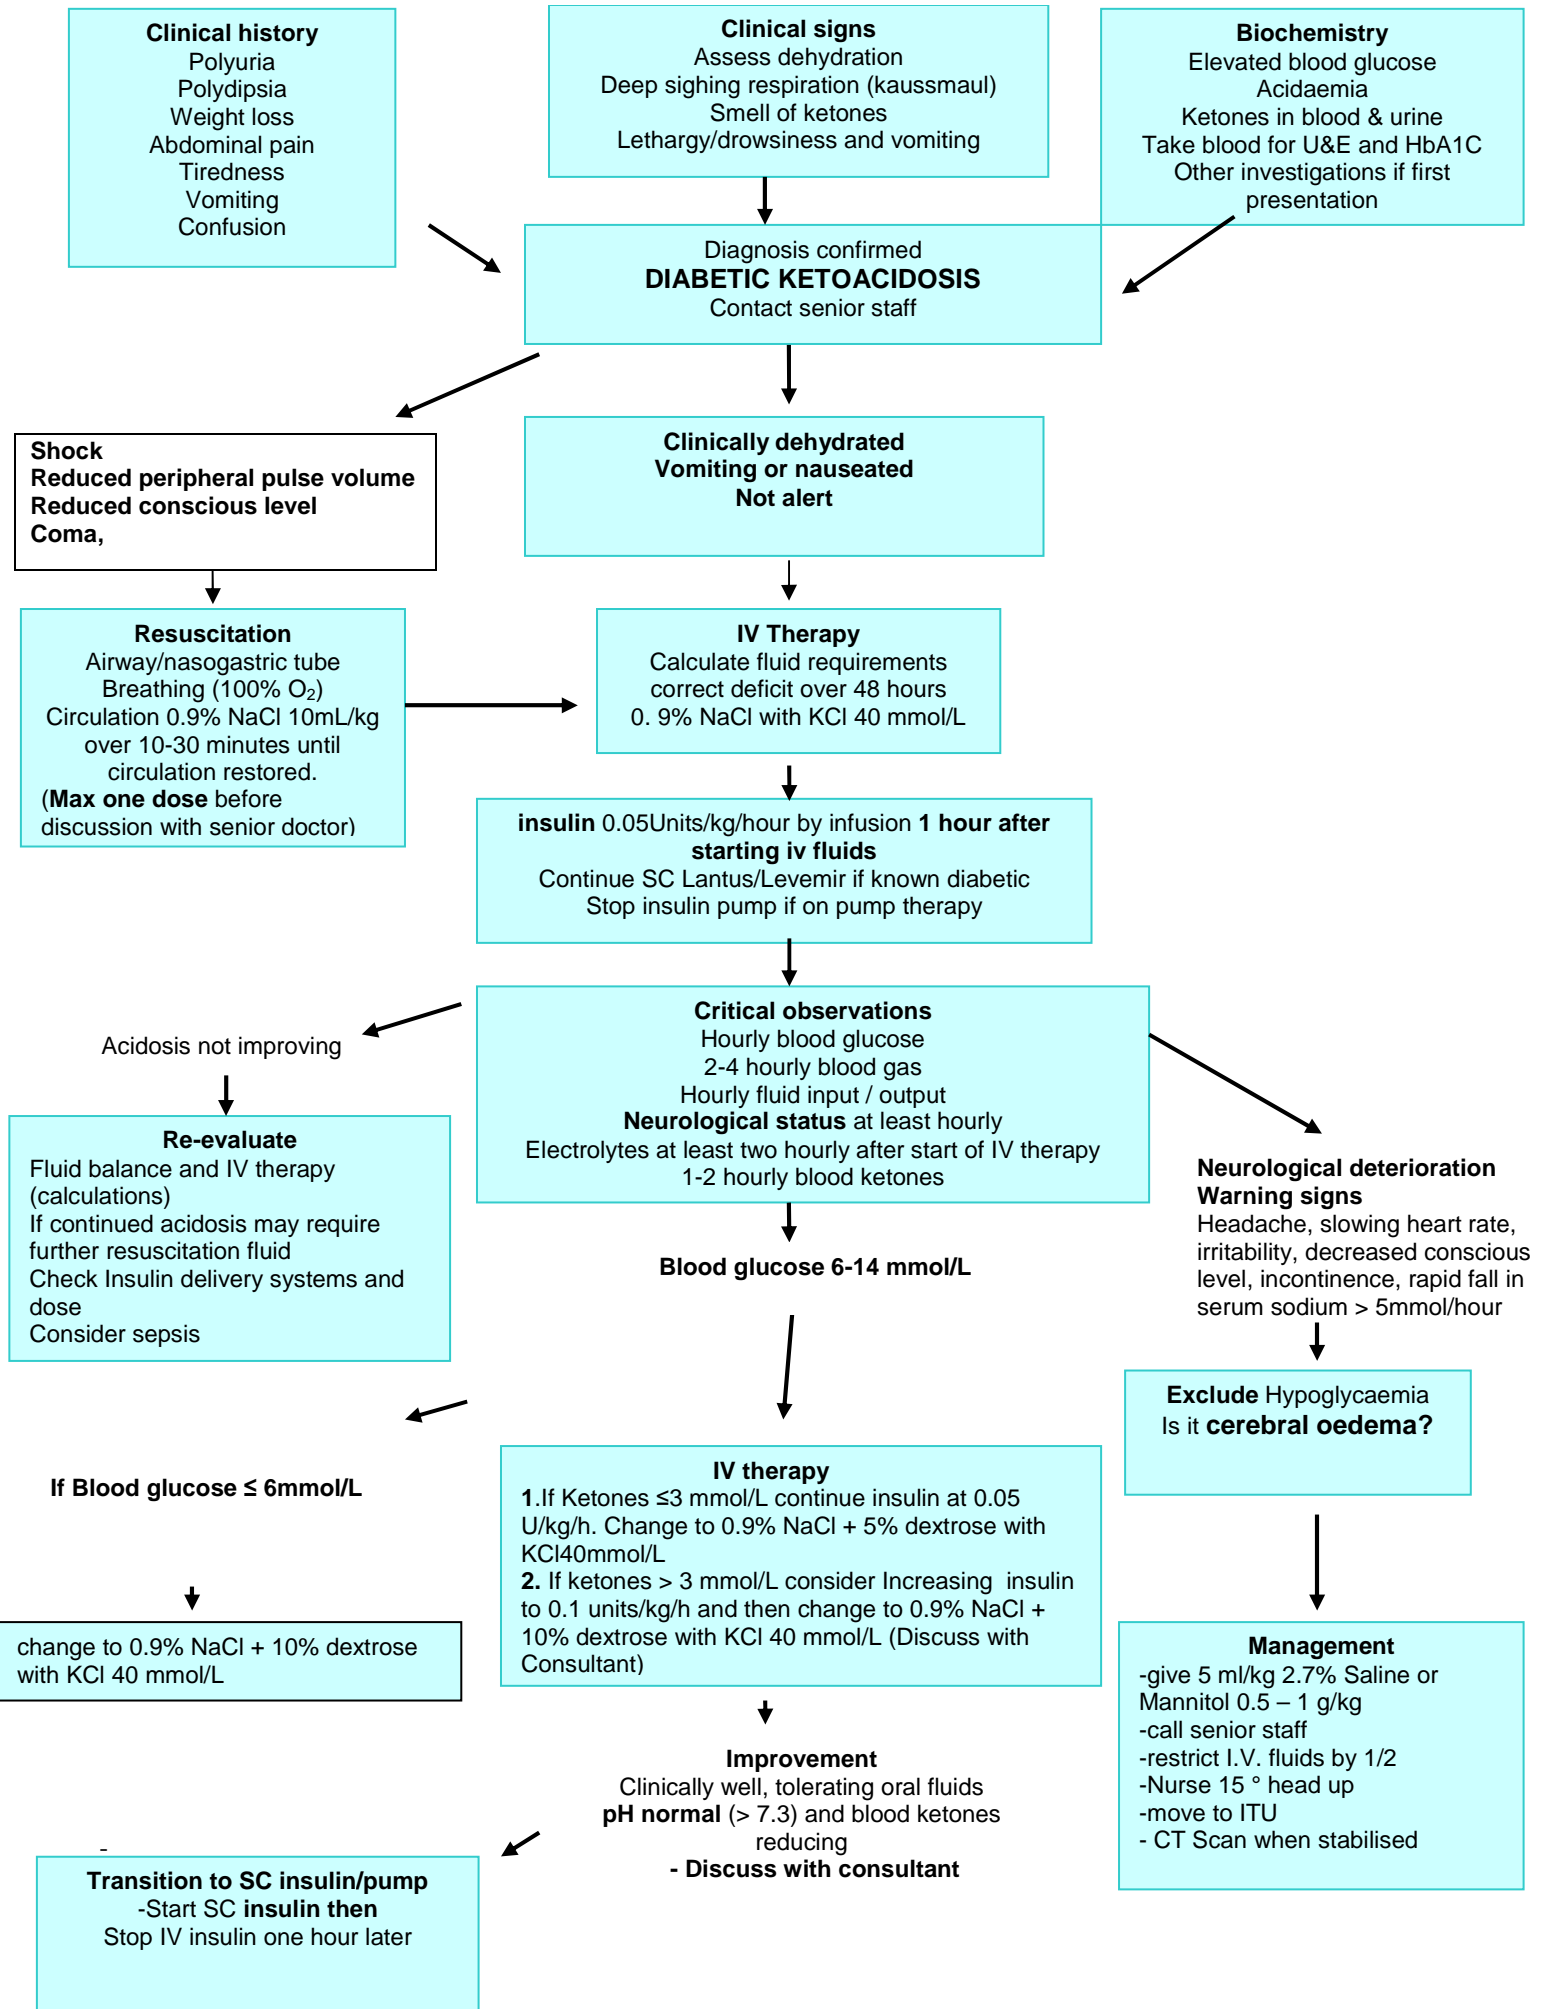 Clinical history
Polyuria
Polydipsia
Weight loss
Abdominal pain
Tiredness
Vomiting
Confusion
Clinical signs
Assess dehydration
Deep sighing respiration (kaussmaul)
Smell of ketones
Lethargy/drowsiness and vomiting
Biochemistry
Elevated blood glucose
Acidaemia
Ketones in blood & urine
Take blood for U&E and HbA1C
Other investigations if first
presentation
Diagnosis confirmed
DIABETIC KETOACIDOSIS
Contact senior staff
Shock
Reduced peripheral pulse volume
Reduced conscious level
Coma,
Clinically dehydrated
Vomiting or nauseated
Not alert
Resuscitation
Airway/nasogastric tube
Breathing (100% O₂)
Circulation 0.9% NaCl 10mL/kg
over 10-30 minutes until
circulation restored.
(Max one dose before
discussion with senior doctor)
IV Therapy
Calculate fluid requirements
correct deficit over 48 hours
0. 9% NaCl with KCl 40 mmol/L
insulin 0.05Units/kg/hour by infusion 1 hour after
starting iv fluids
Continue SC Lantus/Levemir if known diabetic
Stop insulin pump if on pump therapy
Critical observations
Hourly blood glucose
2-4 hourly blood gas
Hourly fluid input / output
Neurological status at least hourly
Electrolytes at least two hourly after start of IV therapy
1-2 hourly blood ketones
Acidosis not improving
Re-evaluate
Fluid balance and IV therapy
(calculations)
If continued acidosis may require
further resuscitation fluid
Check Insulin delivery systems and
dose
Consider sepsis
Neurological deterioration
Warning signs
Headache, slowing heart rate,
irritability, decreased conscious
level, incontinence, rapid fall in
serum sodium > 5mmol/hour
Blood glucose 6-14 mmol/L
Exclude Hypoglycaemia
Is it cerebral oedema?
If Blood glucose ≤ 6mmol/L
IV therapy
1.If Ketones ≤3 mmol/L continue insulin at 0.05
U/kg/h. Change to 0.9% NaCl + 5% dextrose with
KCl40mmol/L
2. If ketones > 3 mmol/L consider Increasing insulin
to 0.1 units/kg/h and then change to 0.9% NaCl +
10% dextrose with KCl 40 mmol/L (Discuss with
Consultant)
change to 0.9% NaCl + 10% dextrose
with KCl 40 mmol/L
Management
-give 5 ml/kg 2.7% Saline or
Mannitol 0.5 – 1 g/kg
-call senior staff
-restrict I.V. fluids by 1/2
-Nurse 15 ° head up
-move to ITU
- CT Scan when stabilised
Improvement
Clinically well, tolerating oral fluids
pH normal (> 7.3) and blood ketones
reducing
- Discuss with consultant
-
Transition to SC insulin/pump
-Start SC insulin then
Stop IV insulin one hour later